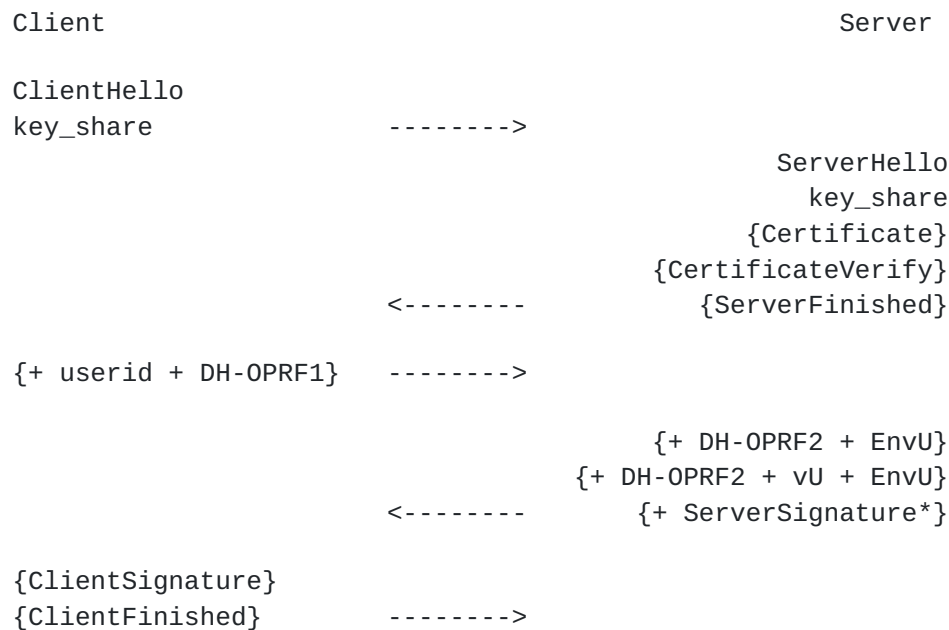 Client                                              Server

ClientHello
key_share               -------->
                                                ServerHello
                                                  key_share
                                              {Certificate}
                                        {CertificateVerify}
                        <--------          {ServerFinished}

{+ userid + DH-OPRF1}   -------->

                                        {+ DH-OPRF2 + EnvU}
                                   {+ DH-OPRF2 + vU + EnvU}
                        <--------       {+ ServerSignature*}

{ClientSignature}
{ClientFinished}        -------->